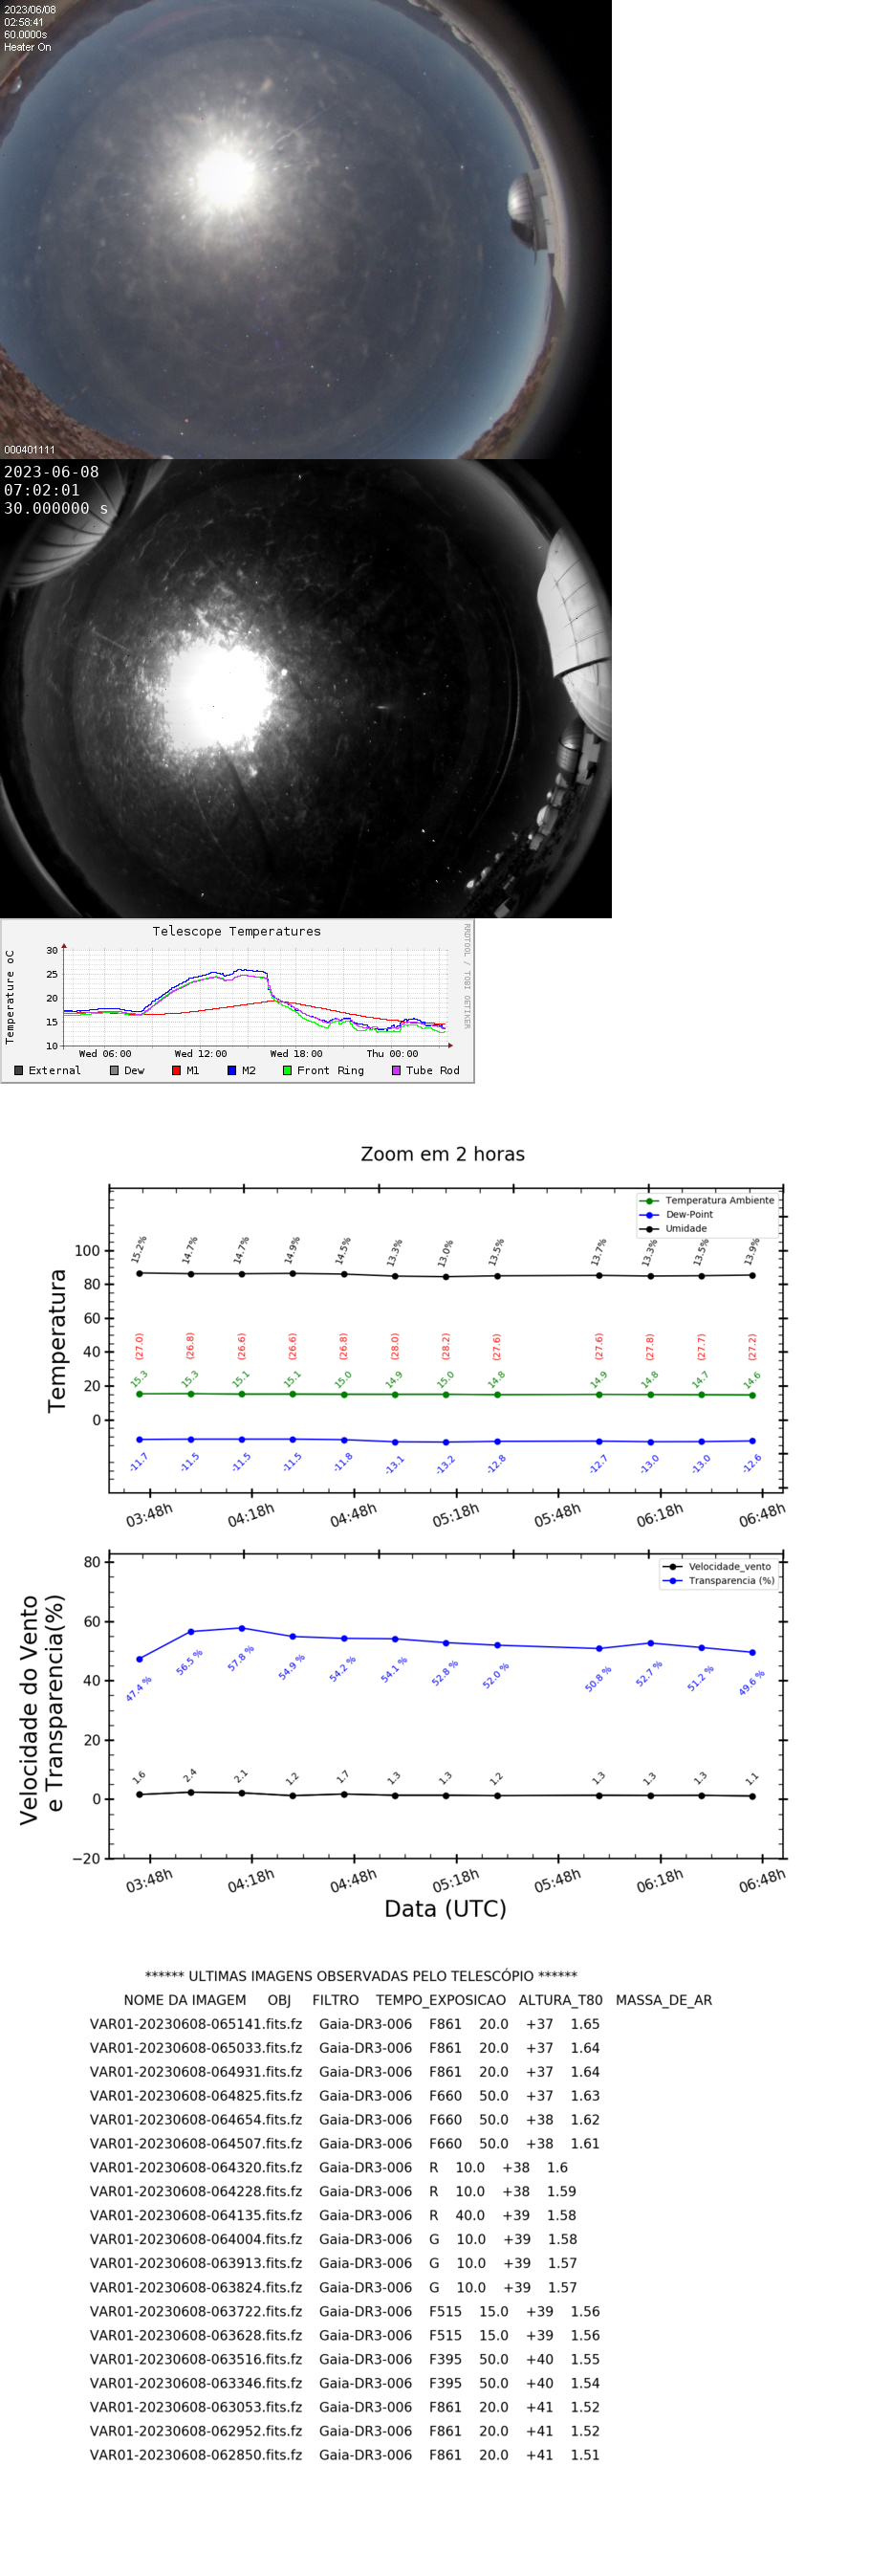 2023/06/08
02:58:41
60.0000s
Heater On
000401111
2023-06-08
07:02:01
30.000000 s
Telescope Temperatures
RRDTOOL / TOBI OETIKER
Temperature oC
30
25
20
15
10
Wed 06:00 Wed 12:00 Wed 18:00 Thu 00:00
External Dew M1 M2 Front Ring Tube Rod
Zoom em 2 horas
Temperatura Ambiente
Dew-Point
Umidade
Temperatura
100
80
60
40
20
0
15.2% 14.7% 14.7% 14.9% 14.5% 13.3% 13.0% 13.5% 13.7% 13.3% 13.5% 13.9%
(27.0) (26.8) (26.6) (26.6) (26.8) (28.0) (28.2) (27.6) (27.6) (27.8) (27.7) (27.2)
15.3 15.3 15.1 15.1 15.0 14.9 15.0 14.8 14.9 14.8 14.7 14.6
-11.7 -11.5 -11.5 -11.5 -11.8 -13.1 -13.2 -12.8 -12.7 -13.0 -13.0 -12.6
03:48h 04:18h 04:48h 05:18h 05:48h 06:18h 06:48h
Velocidade_vento
Transparencia (%)
Velocidade do Vento
e Transparencia(%)
80
60
40
20
0
−20
47.4 % 56.5 % 57.8 % 54.9 % 54.2 % 54.1 % 52.8 % 52.0 % 50.8 % 52.7 % 51.2 % 49.6 %
1.6 2.4 2.1 1.2 1.7 1.3 1.3 1.2 1.3 1.3 1.3 1.1
03:48h 04:18h 04:48h 05:18h 05:48h 06:18h 06:48h
Data (UTC)
****** ULTIMAS IMAGENS OBSERVADAS PELO TELESCÓPIO ******
NOME DA IMAGEM OBJ FILTRO TEMPO_EXPOSICAO ALTURA_T80 MASSA_DE_AR
VAR01-20230608-065141.fits.fz Gaia-DR3-006 F861 20.0 +37 1.65
VAR01-20230608-065033.fits.fz Gaia-DR3-006 F861 20.0 +37 1.64
VAR01-20230608-064931.fits.fz Gaia-DR3-006 F861 20.0 +37 1.64
VAR01-20230608-064825.fits.fz Gaia-DR3-006 F660 50.0 +37 1.63
VAR01-20230608-064654.fits.fz Gaia-DR3-006 F660 50.0 +38 1.62
VAR01-20230608-064507.fits.fz Gaia-DR3-006 F660 50.0 +38 1.61
VAR01-20230608-064320.fits.fz Gaia-DR3-006 R 10.0 +38 1.6
VAR01-20230608-064228.fits.fz Gaia-DR3-006 R 10.0 +38 1.59
VAR01-20230608-064135.fits.fz Gaia-DR3-006 R 40.0 +39 1.58
VAR01-20230608-064004.fits.fz Gaia-DR3-006 G 10.0 +39 1.58
VAR01-20230608-063913.fits.fz Gaia-DR3-006 G 10.0 +39 1.57
VAR01-20230608-063824.fits.fz Gaia-DR3-006 G 10.0 +39 1.57
VAR01-20230608-063722.fits.fz Gaia-DR3-006 F515 15.0 +39 1.56
VAR01-20230608-063628.fits.fz Gaia-DR3-006 F515 15.0 +39 1.56
VAR01-20230608-063516.fits.fz Gaia-DR3-006 F395 50.0 +40 1.55
VAR01-20230608-063346.fits.fz Gaia-DR3-006 F395 50.0 +40 1.54
VAR01-20230608-063053.fits.fz Gaia-DR3-006 F861 20.0 +41 1.52
VAR01-20230608-062952.fits.fz Gaia-DR3-006 F861 20.0 +41 1.52
VAR01-20230608-062850.fits.fz Gaia-DR3-006 F861 20.0 +41 1.51